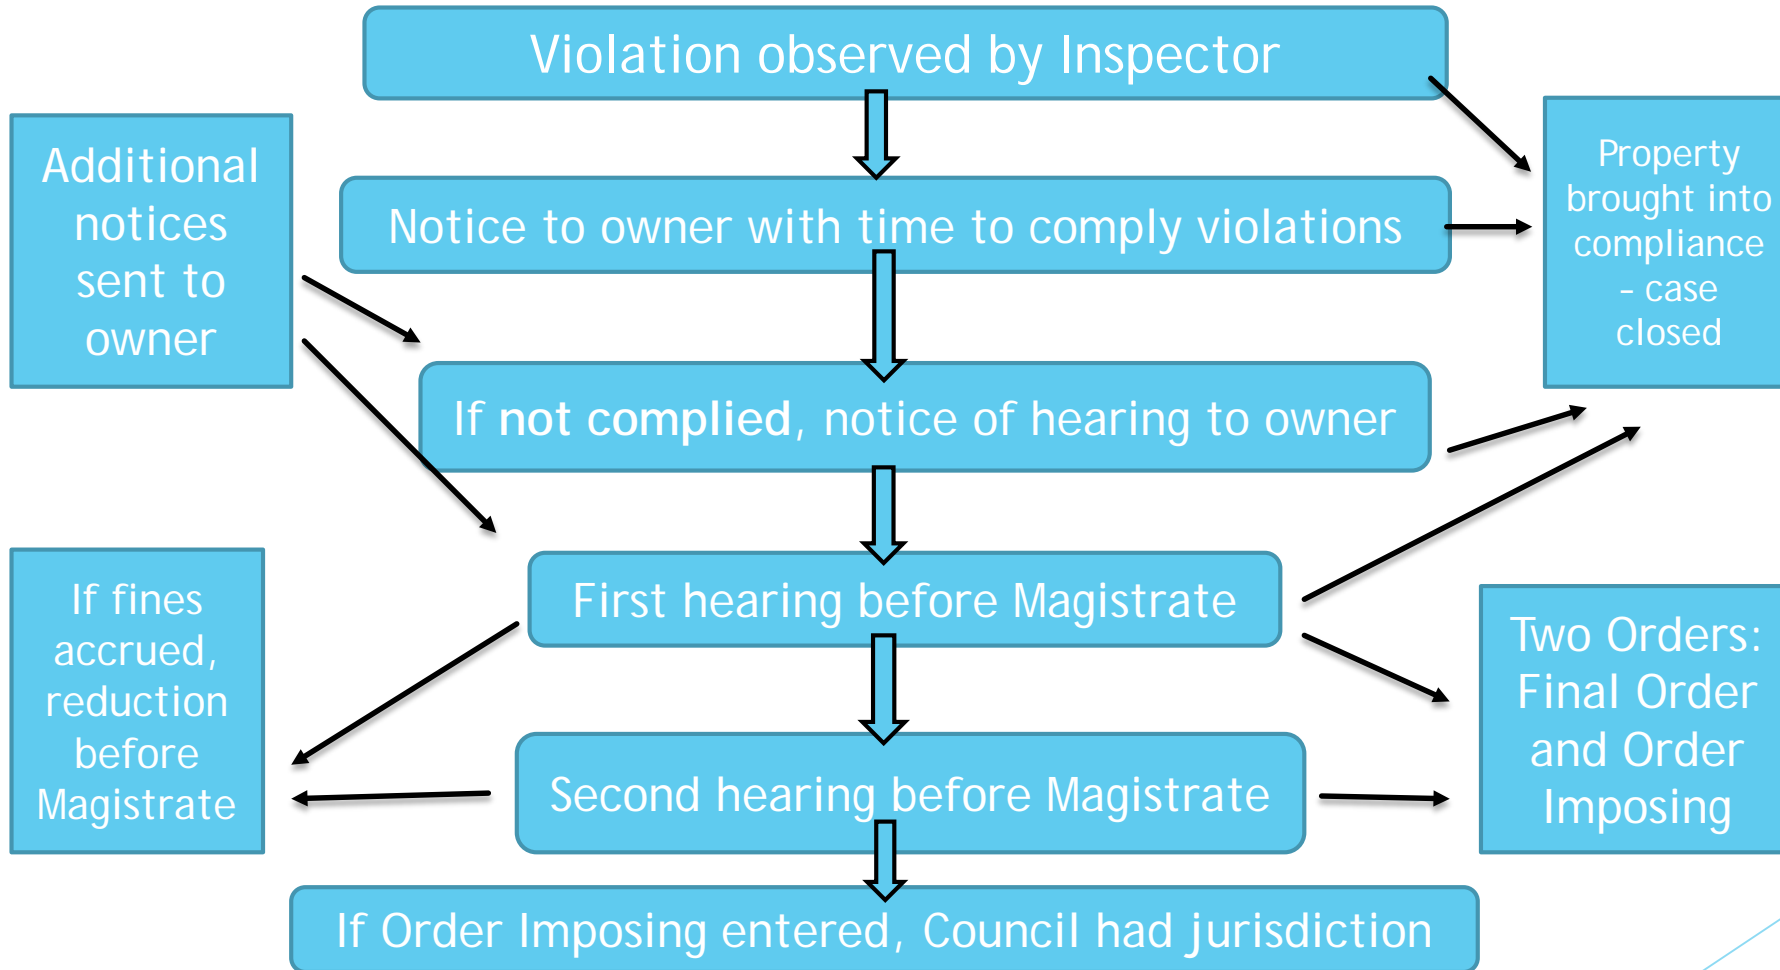 Violation observed by Inspector
Additional
notices
sent to
owner
Notice to owner with time to comply violations
Property
brought into
compliance
- case
closed
If not complied, notice of hearing to owner
First hearing before Magistrate
If fines
accrued,
reduction
before
Magistrate
Two Orders:
Final Order
and Order
Imposing
Second hearing before Magistrate
If Order Imposing entered, Council had jurisdiction